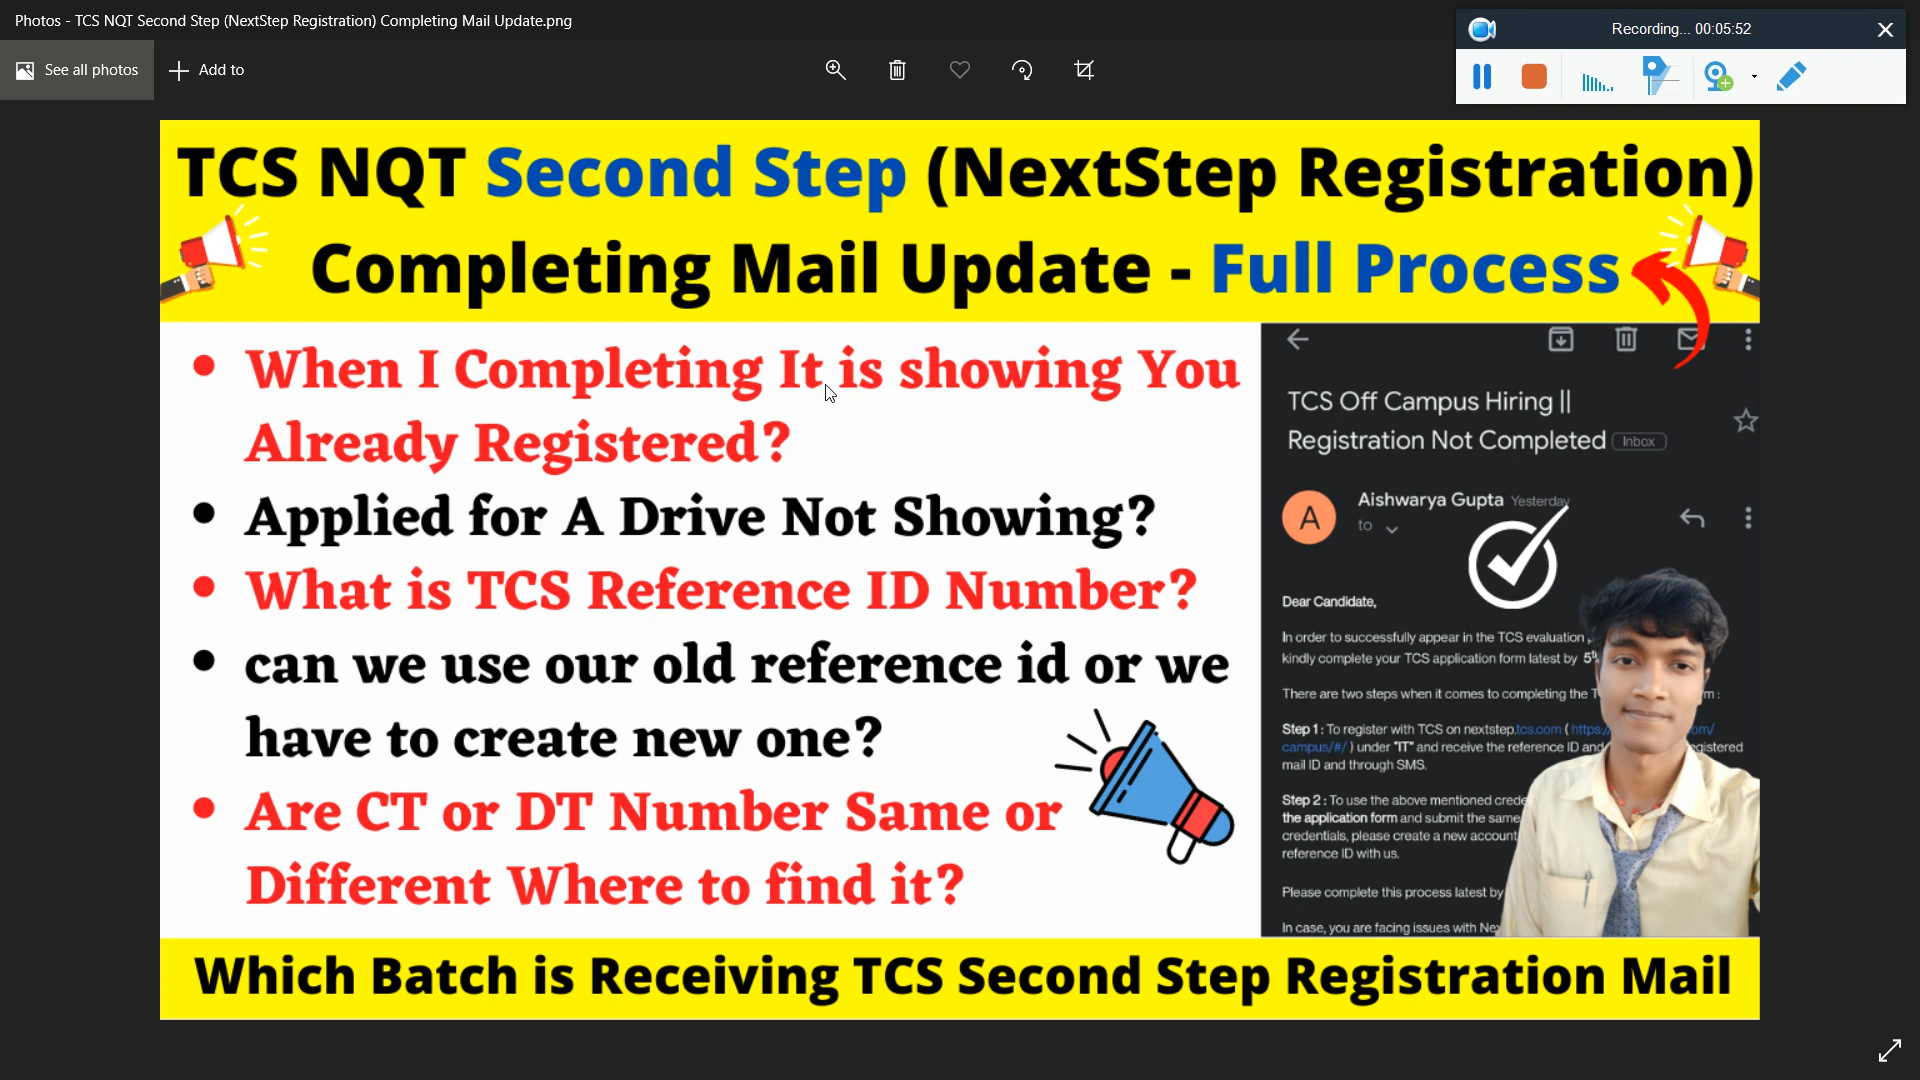 Photos - TCS NQT Second Step (NextStep Registration) Completing Mail Update.png
Recording... 00:05:52
See all photos
Add to
TCS NQT Second Step (NextStep Registration)
Completing Mail Update - Full Process
When I Completing It is showing You
Already Registered?
Applied for A Drive Not Showing?
What is TCS Reference ID Number?
can we use our old reference id or we
have to create new one?
Are CT or DT Number Same or
Different Where to find it?
TCS Off Campus Hiring ||
Registration Not Completed Inbox
A
Aishwarya Gupta Yesterday
to
Dear Candidate,
In order to successfully appear in the TCS evaluation
kindly complete your TCS application form latest by 5th
There are two steps when it comes to completing the
Step 1 : To register with TCS on nextstep.tcs.com ( https:/
campus/#/ ) under "IT" and receive the reference ID and
mail ID and through SMS.
Step 2 : To use the above mentioned
the application form and submit the same
credentials, please create a new account
reference ID with us.
Please complete this process latest by
In case, you are facing issues with
Which Batch is Receiving TCS Second Step Registration Mail